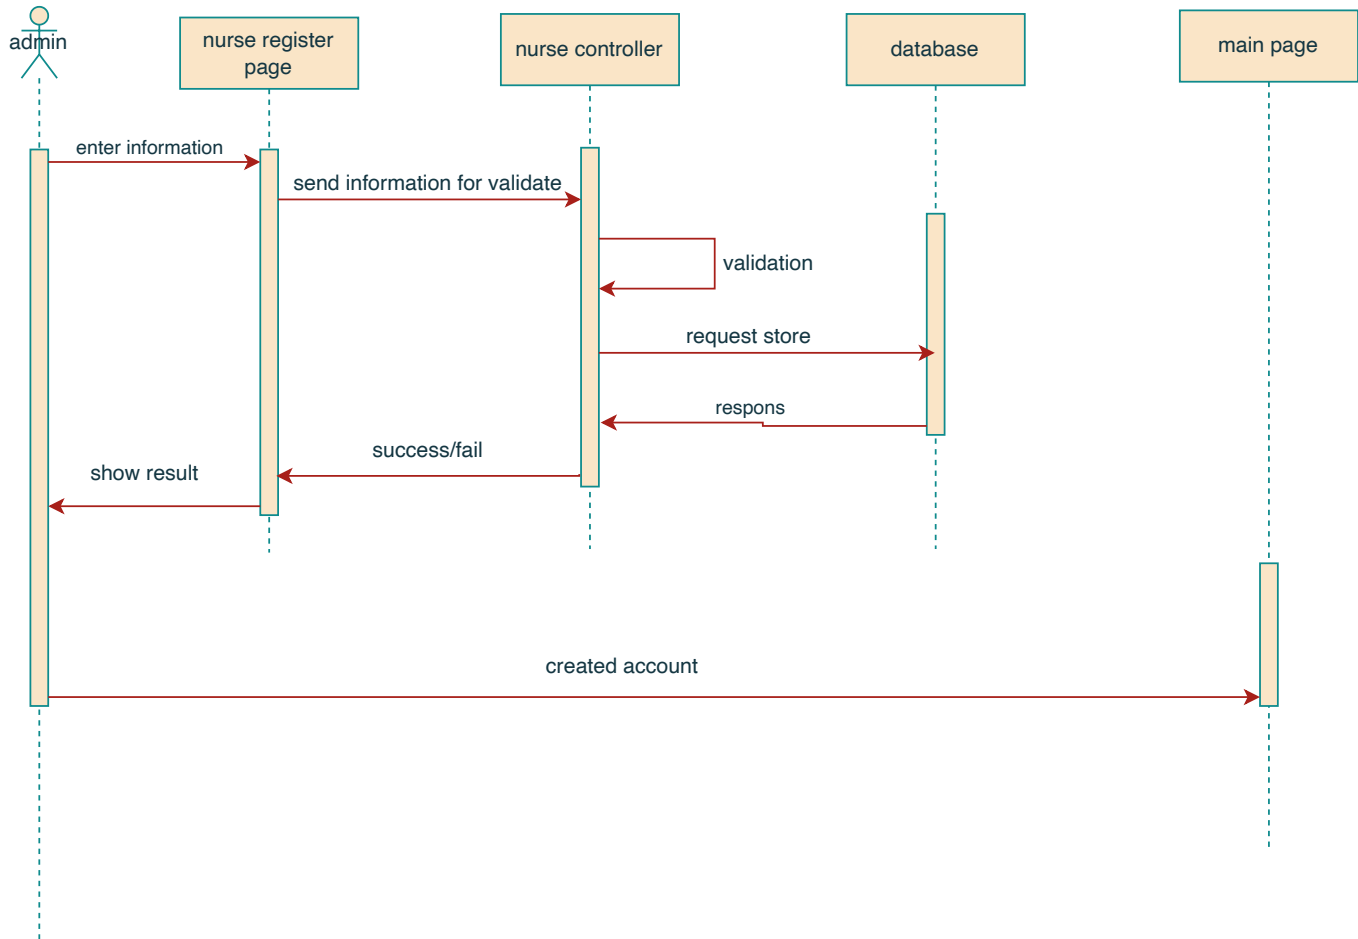 admin
nurse register
page
nurse controller
database
main page
enter information
send information for validate
validation
request store
respons
success/fail
show result
created account